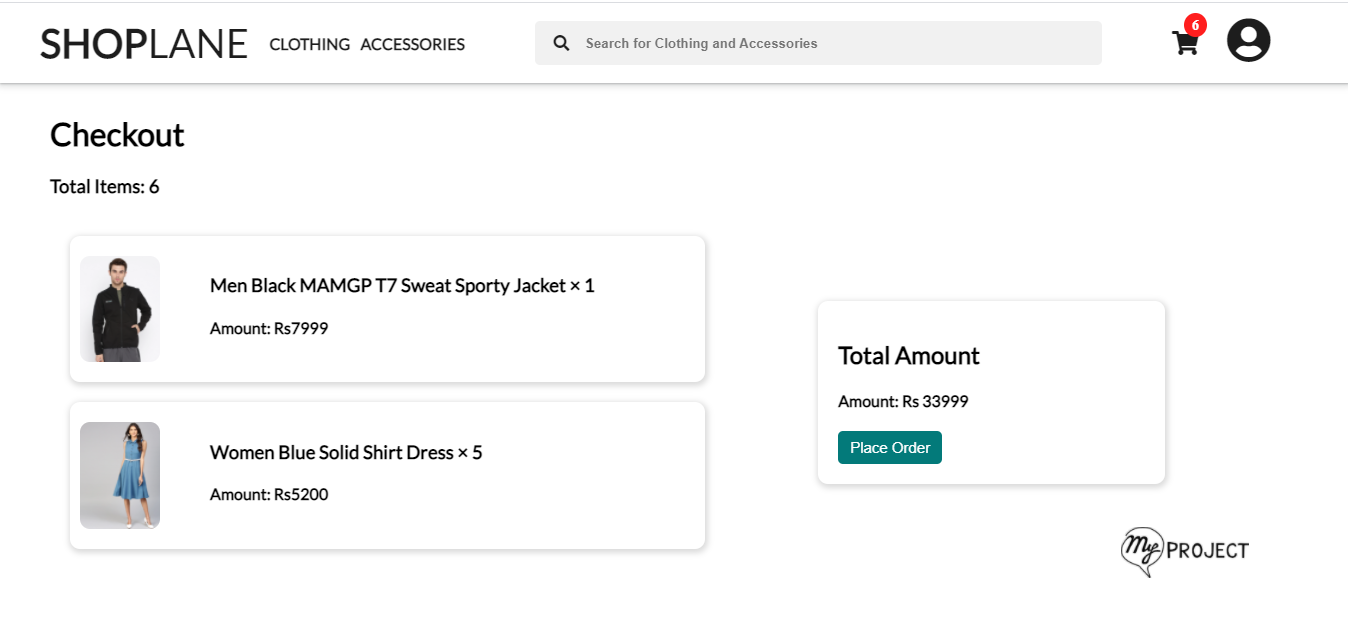 SHOPLANE CLOTHING ACCESSORIES Search for Clothing and Accessories 6
Checkout
Total Items: 6
Men Black MAMGP T7 Sweat Sporty Jacket × 1
Amount: Rs7999
Women Blue Solid Shirt Dress × 5
Amount: Rs5200
Total Amount
Amount: Rs 33999
Place Order
My PROJECT